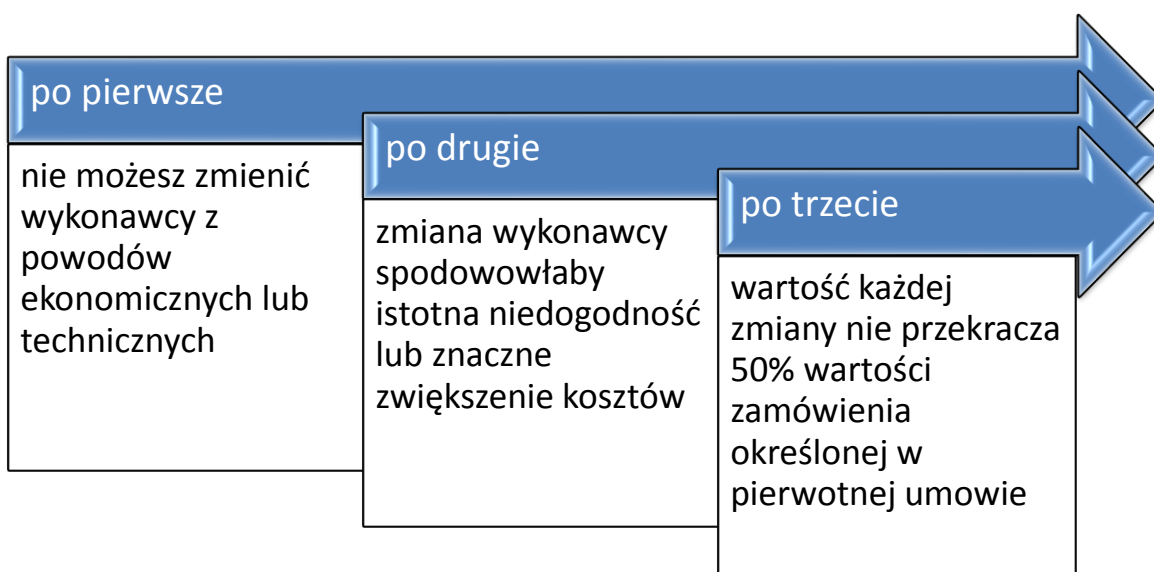 po pierwsze
nie możesz zmienić
wykonawcy z
powodów
ekonomicznych lub
technicznych
po drugie
zmiana wykonawcy
spodowowłaby
istotna niedogodność
lub znaczne
zwiększenie kosztów
po trzecie
wartość każdej
zmiany nie przekracza
50% wartości
zamówienia
określonej w
pierwotnej umowie